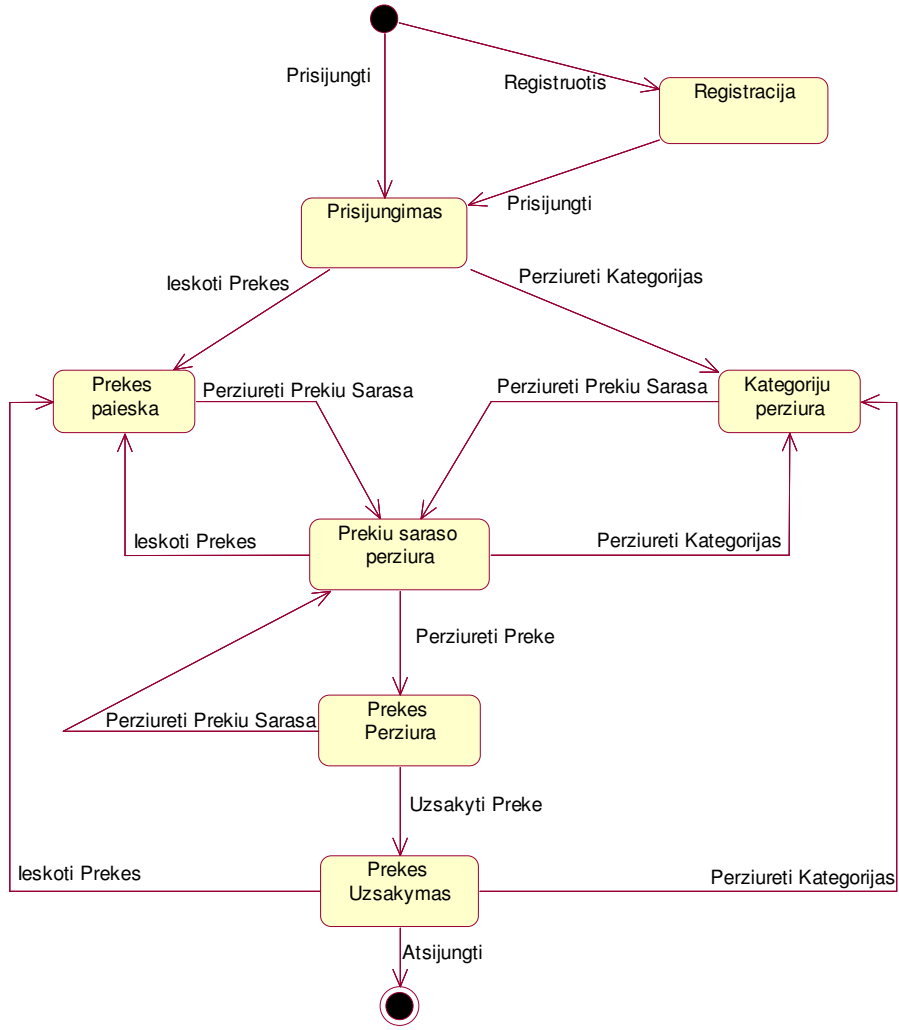 Prisijungti
Registruotis
Registracija
Prisijungti
Prisijungimas
Ieskoti Prekes
Perziureti Kategorijas
Prekes
paieska
Perziureti Prekiu Sarasa
Perziureti Prekiu Sarasa
Kategoriju
perziura
Ieskoti Prekes
Prekiu saraso
perziura
Perziureti Kategorijas
Perziureti Preke
Perziureti Prekiu Sarasa
Prekes
Perziura
Uzsakyti Preke
Ieskoti Prekes
Prekes
Uzsakymas
Perziureti Kategorijas
Atsijungti